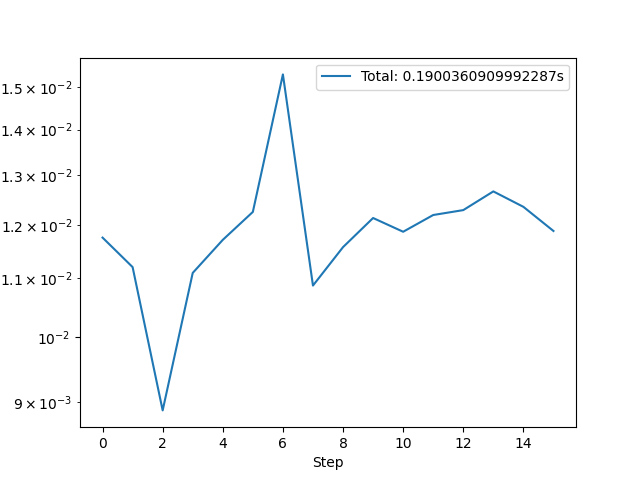 Total: 0.1900360909992287s
1.5 × 10⁻²
1.4 × 10⁻²
1.3 × 10⁻²
1.2 × 10⁻²
1.1 × 10⁻²
10⁻²
9 × 10⁻³
0 2 4 6 8 10 12 14
Step